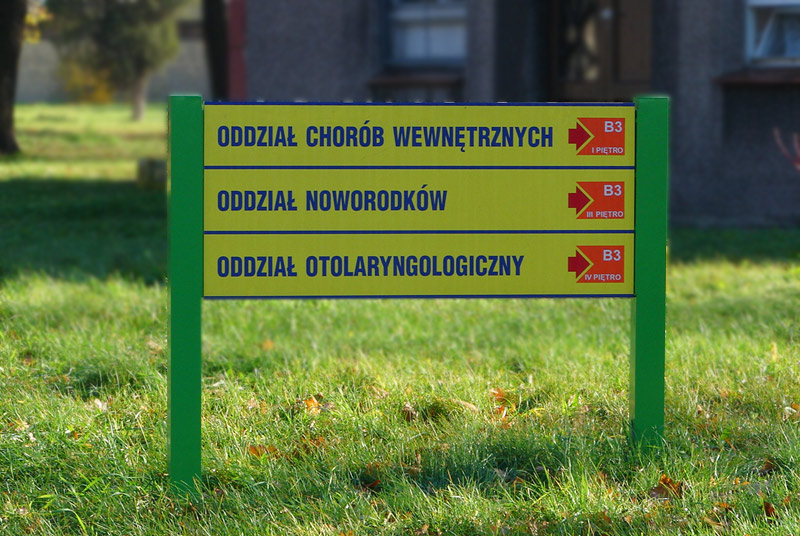 ODDZIAŁ CHORÓB WEWNĘTRZNYCH B3
I PIĘTRO
ODDZIAŁ NOWORODKÓW B3
III PIĘTRO
ODDZIAŁ OTOLARYNGOLOGICZNY B3
IV PIĘTRO